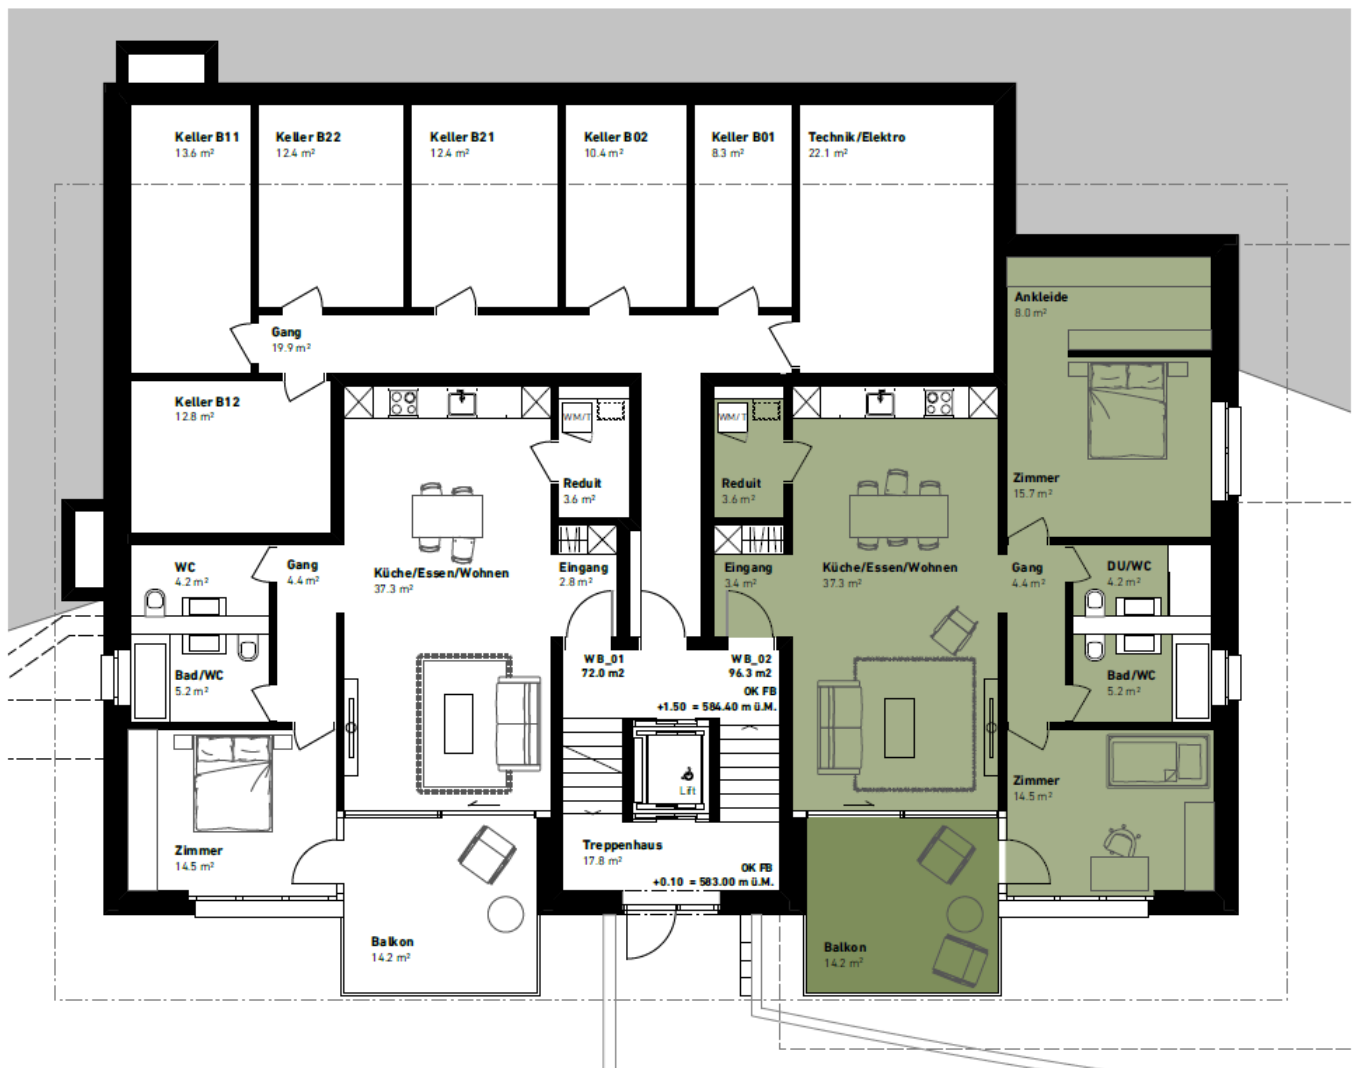 Keller B11
13.6 m²
Keller B22
12.4 m²
Keller B21
12.4 m²
Keller B02
10.4 m²
Keller B01
8.3 m²
Technik/Elektro
22.1 m²
Ankleide
8.0 m²
Gang
19.9 m²
Keller B12
12.8 m²
WM/T
WM/T
Reduit
3.6 m²
Reduit
3.6 m²
Zimmer
15.7 m²
WC
4.2 m²
Gang
4.4 m²
Küche/Essen/Wohnen
37.3 m²
Eingang
2.8 m²
Eingang
3.4 m²
Küche/Essen/Wohnen
37.3 m²
Gang
4.4 m²
DU/WC
4.2 m²
Bad/WC
5.2 m²
WB_01
72.0 m2
WB_02
96.3 m2
OK FB
+1.50 = 584.40 m ü.M.
Bad/WC
5.2 m²
Lift
Zimmer
14.5 m²
Zimmer
14.5 m²
Treppenhaus
17.8 m²
OK FB
+0.10 = 583.00 m ü.M.
Balkon
14.2 m²
Balkon
14.2 m²